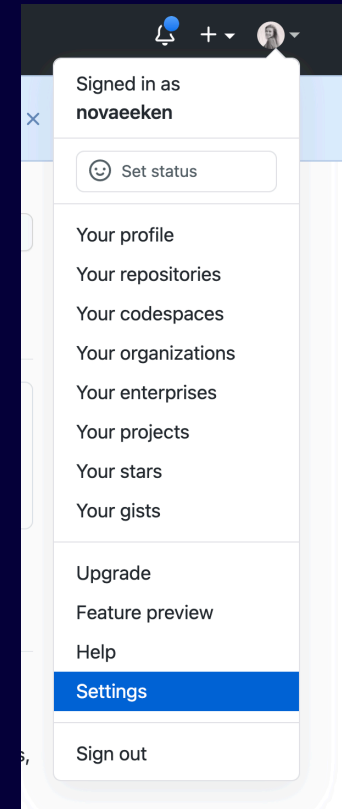 Signed in as
novaeeken
Set status
Your profile
Your repositories
Your codespaces
Your organizations
Your enterprises
Your projects
Your stars
Your gists
Upgrade
Feature preview
Help
Settings
Sign out